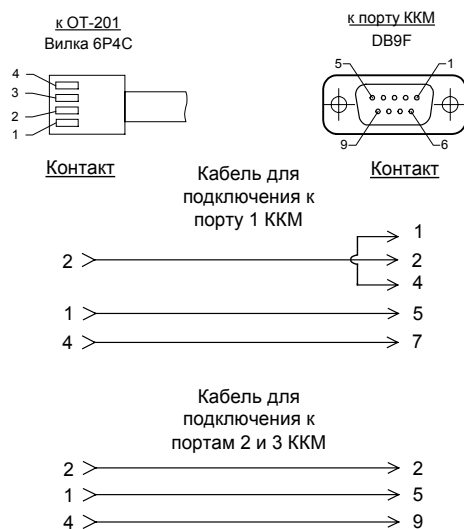 к ОТ-201
Вилка 6P4C
к порту ККМ
DB9F
4
3
2
1
5
1
9
6
Контакт
Контакт
Кабель для
подключения к
порту 1 ККМ
1
2
2
4
1
5
4
7
Кабель для
подключения к
портам 2 и 3 ККМ
2
2
1
5
4
9